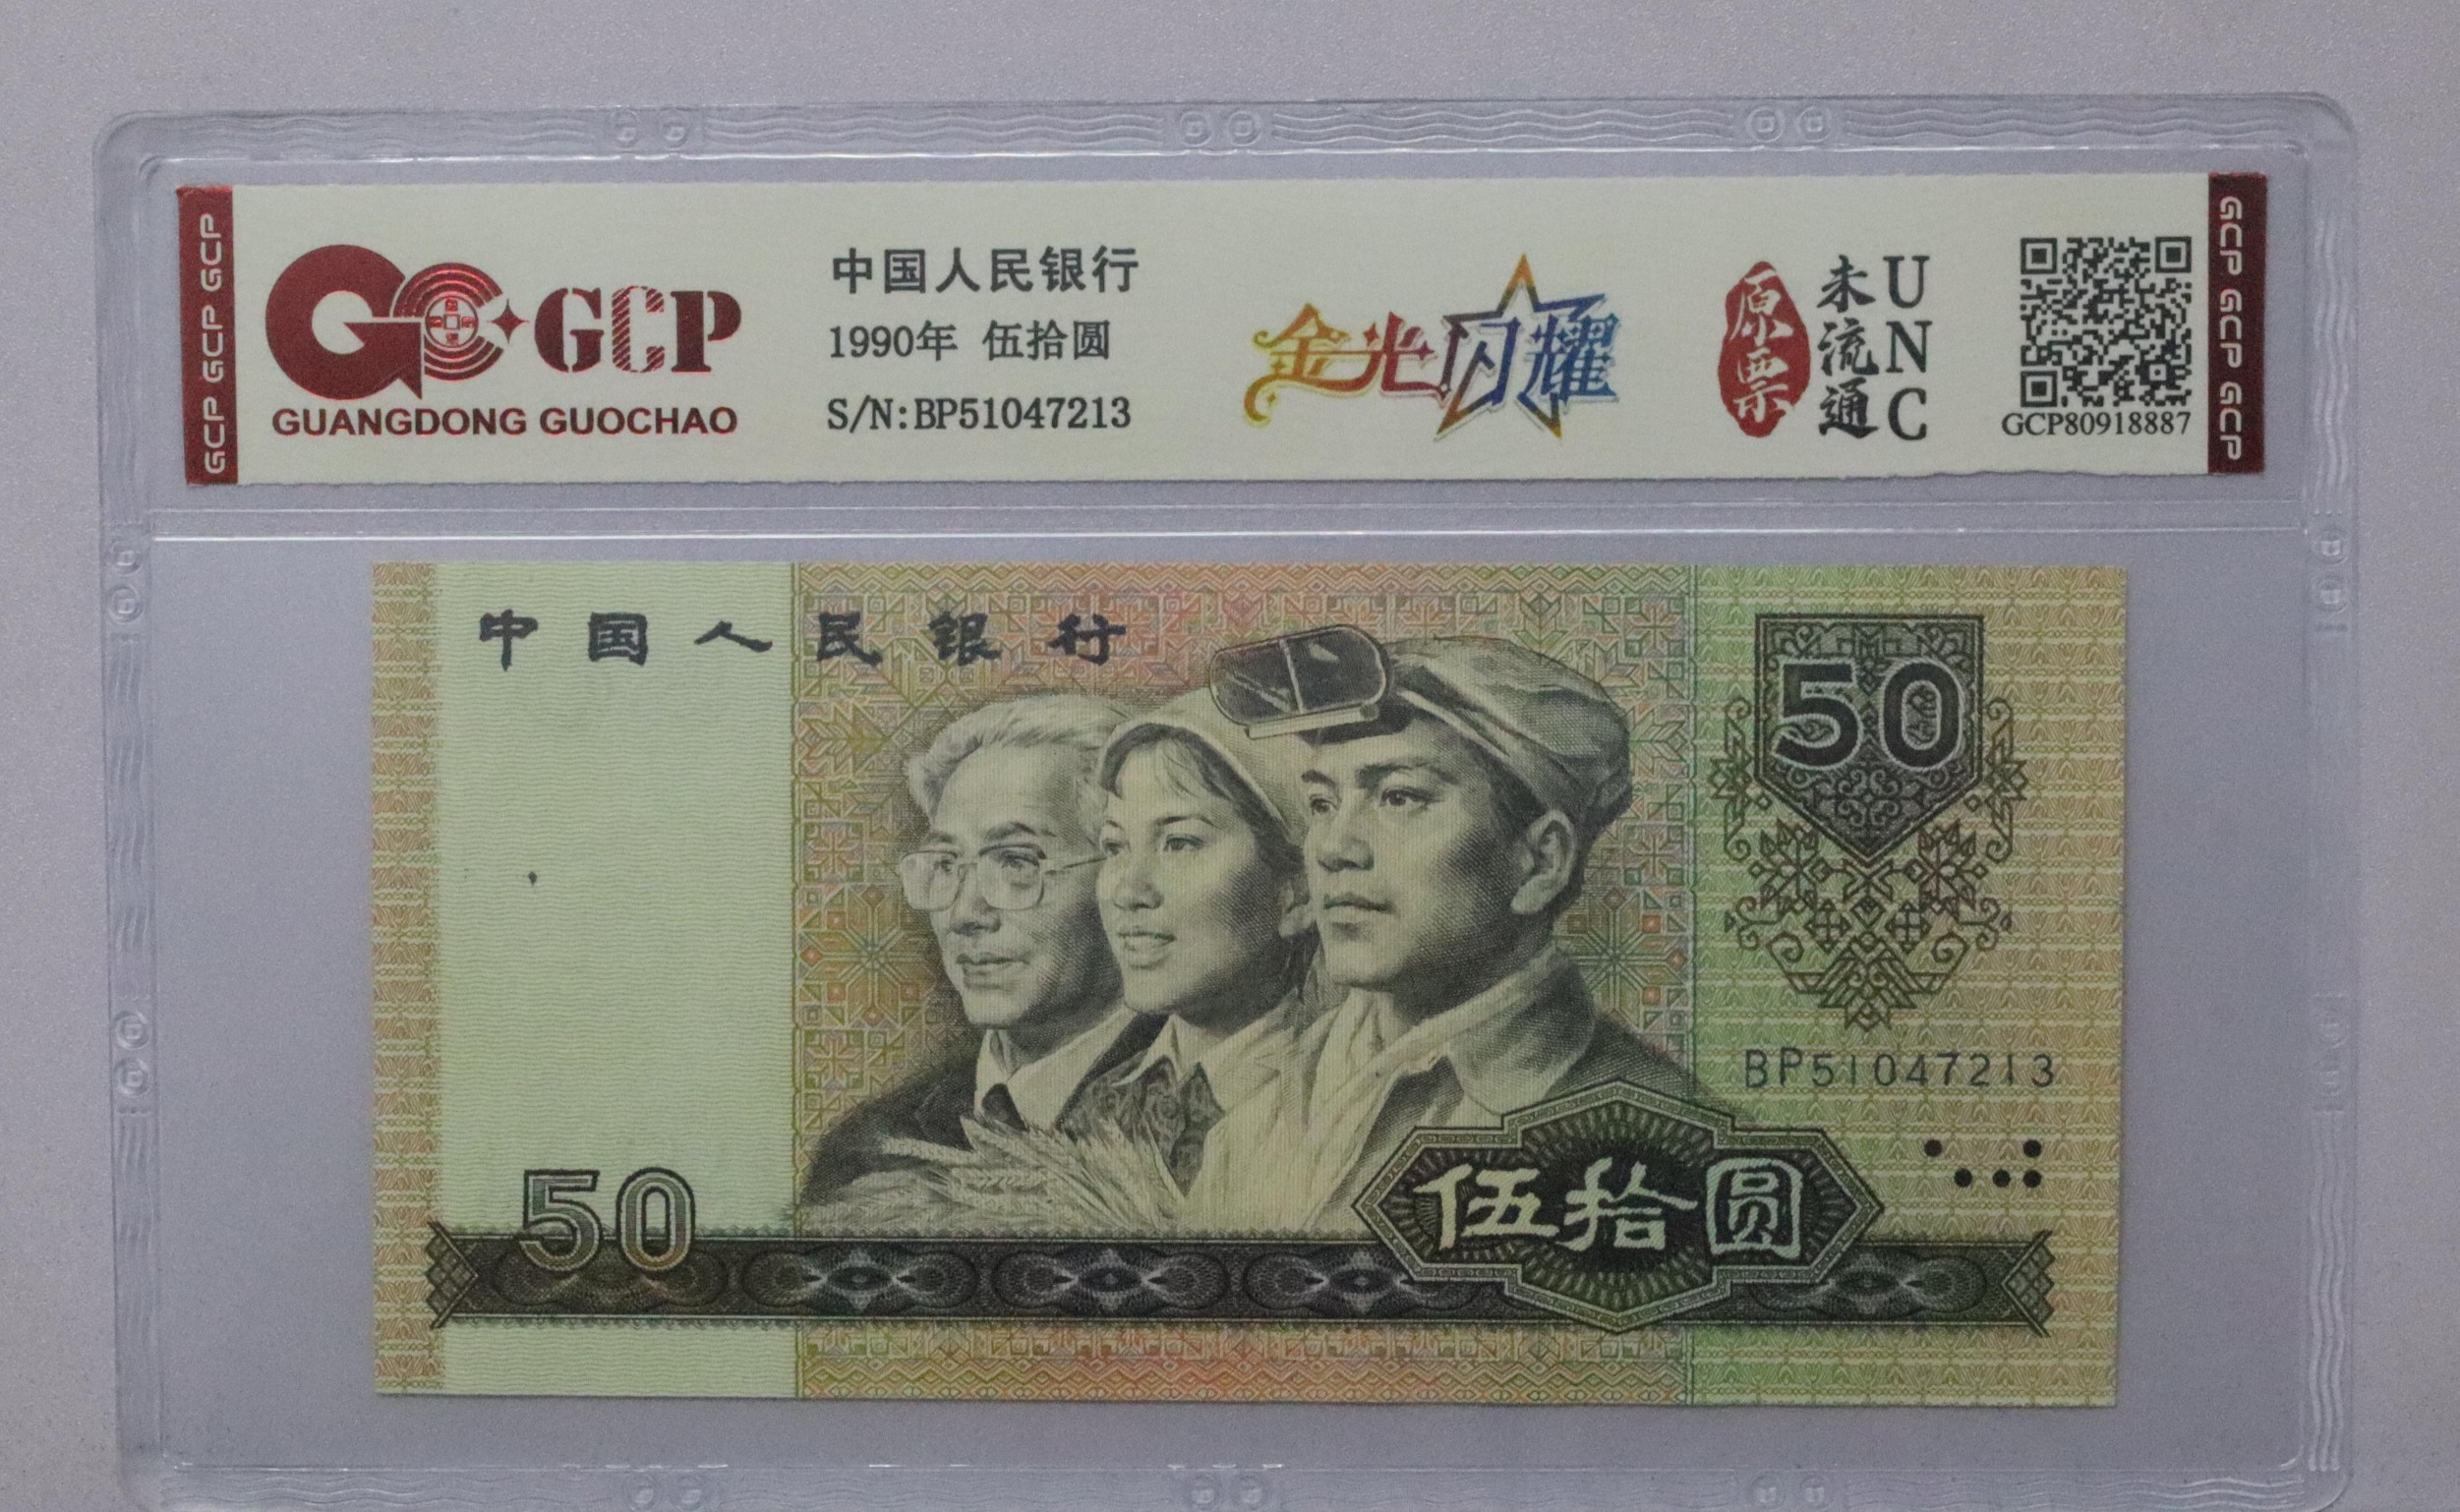 GCP GCP GCP
GCP
GUANGDONG GUOCHAO
中国人民银行
1990年 伍拾圆
S/N:BP51047213
金光闪耀
原票
未流通
UNC
GCP80918887
GCP GCP GCP
中国人民银行
50
BP51047213
50
伍拾圆